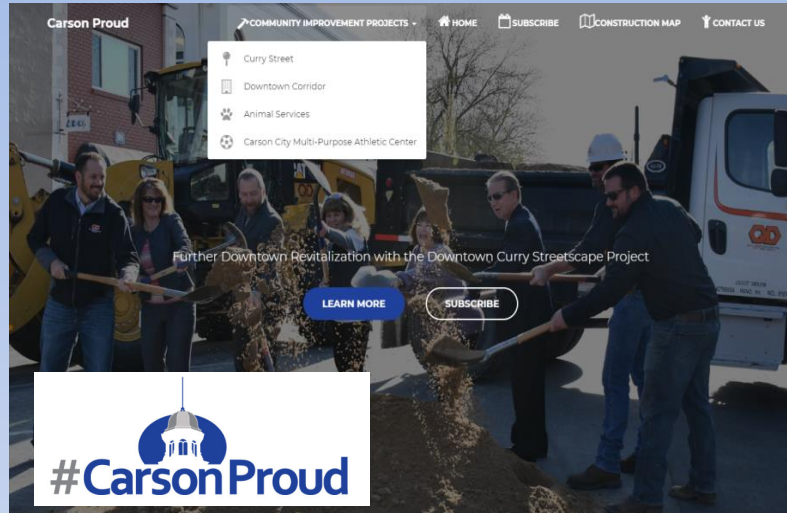 Carson Proud
COMMUNITY IMPROVEMENT PROJECTS
HOME
SUBSCRIBE
CONSTRUCTION MAP
CONTACT US
Curry Street
Downtown Corridor
Animal Services
Carson City Multi-Purpose Athletic Center
Further Downtown Revitalization with the Downtown Curry Streetscape Project
LEARN MORE
SUBSCRIBE
#CarsonProud